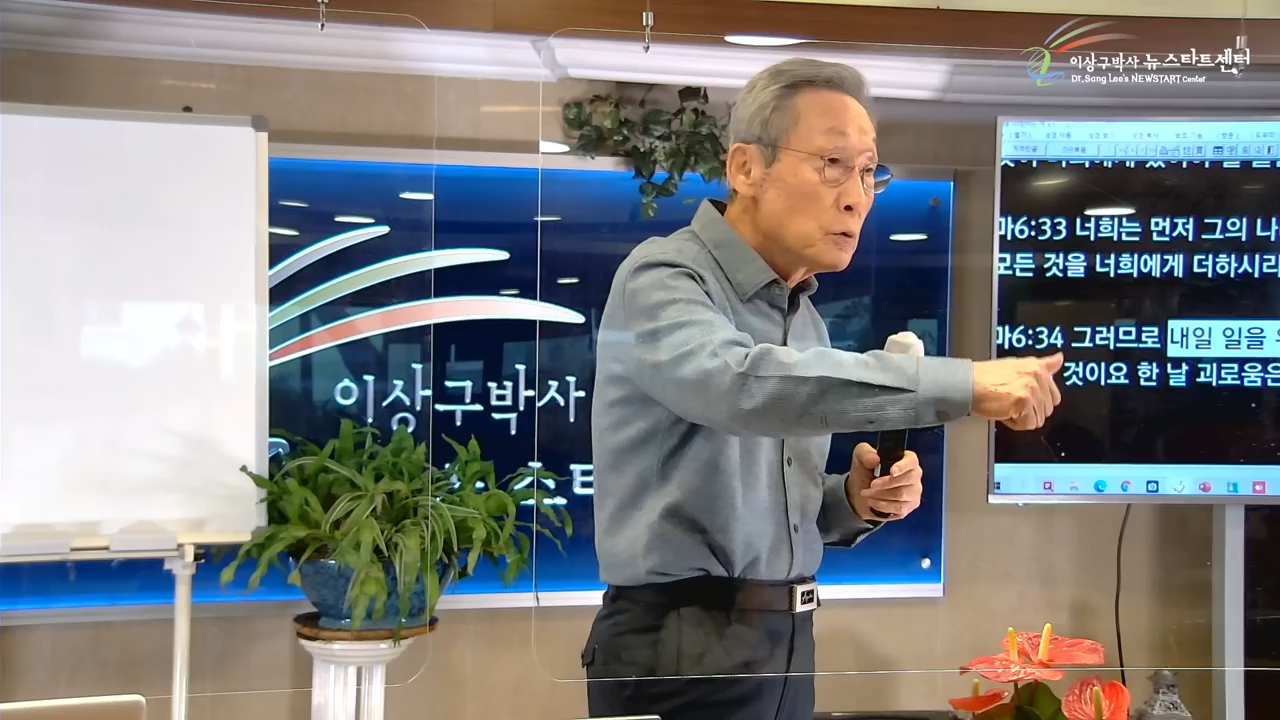 이상구박사 뉴스타트센터
Dr. Sang Lee's NEWSTART Center
마6:33 너희는 먼저 그의 나
모든 것을 너희에게 더하시리
마6:34 그러므로 내일 일을
것이요 한 날 괴로움은
이상구박사
스타